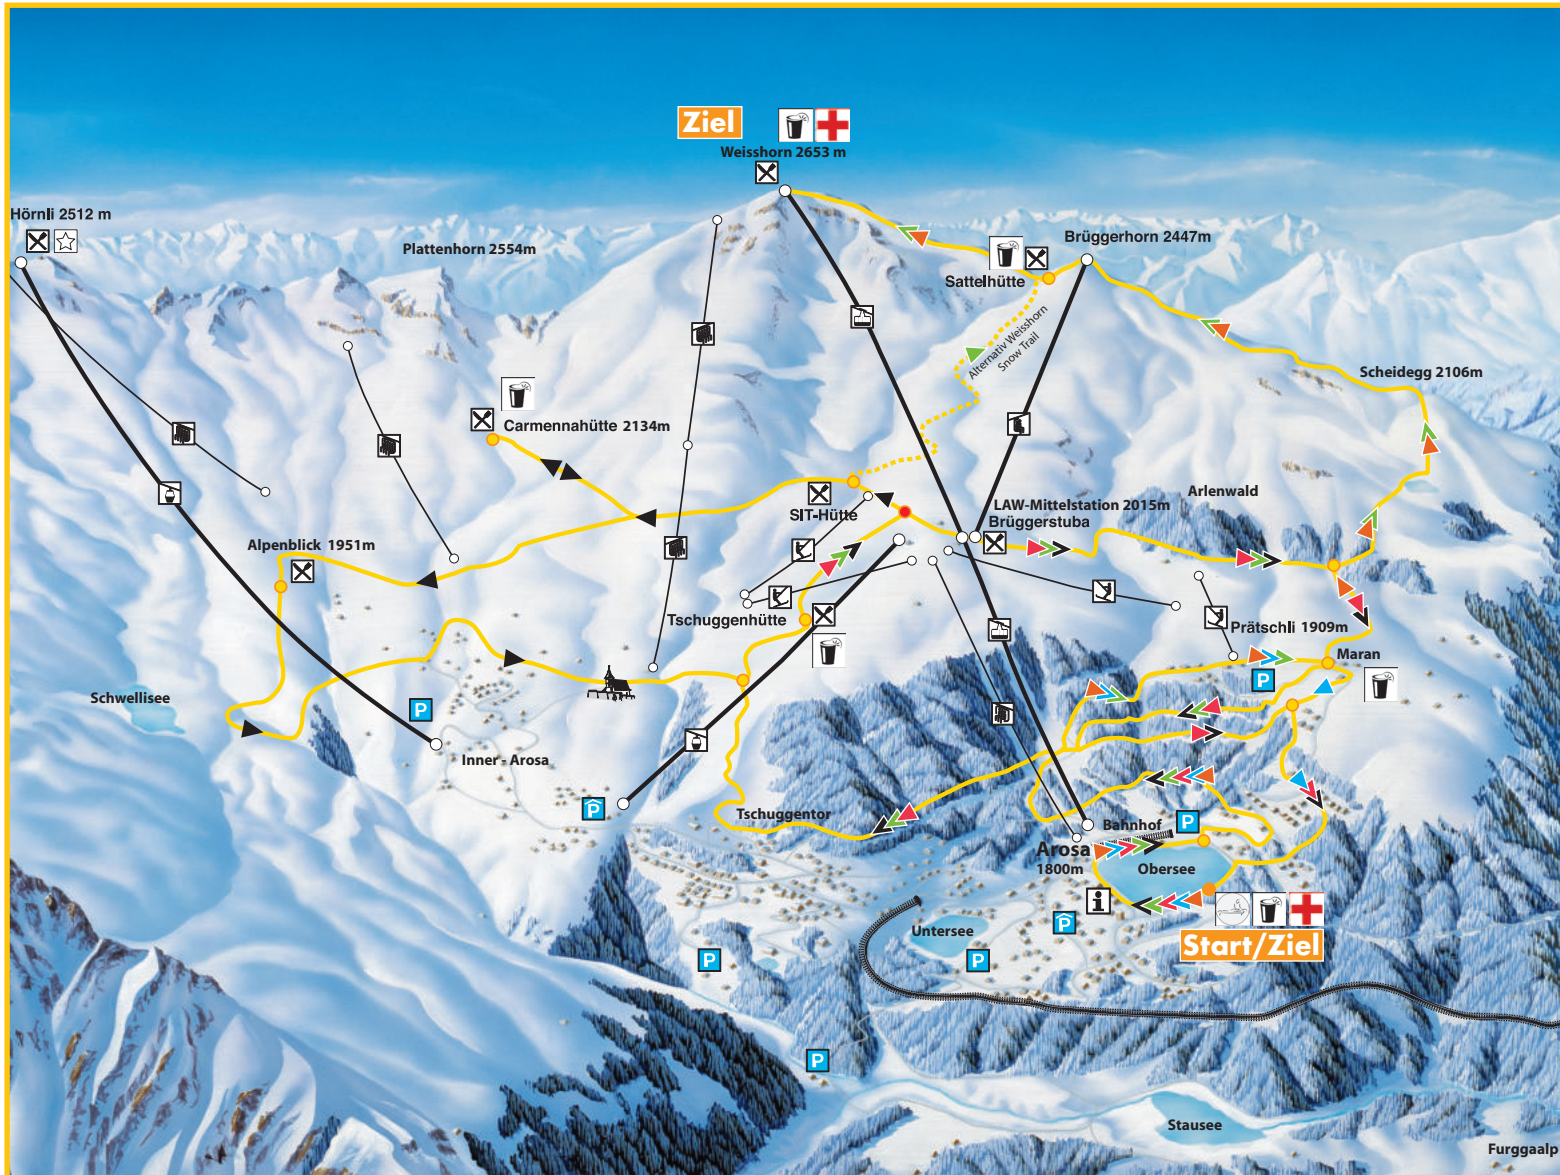 Ziel
Weisshorn 2653 m
Hörnli 2512 m
Plattenhorn 2554m
Brüggerhorn 2447m
Sattelhütte
Alternativ Weisshorn
Snow Trail
Scheidegg 2106m
Carmennahütte 2134m
Arlenwald
SIT-Hütte
LAW-Mittelstation 2015m
Brüggerstuba
Alpenblick 1951m
Tschuggenhütte
Prätschli 1909m
Maran
P
Schwellisee
P
Inner - Arosa
P
Tschuggentor
Bahnhof
P
Arosa
1800m
Obersee
i
P
Untersee
Start/Ziel
P
P
P
Stausee
Furggaalp